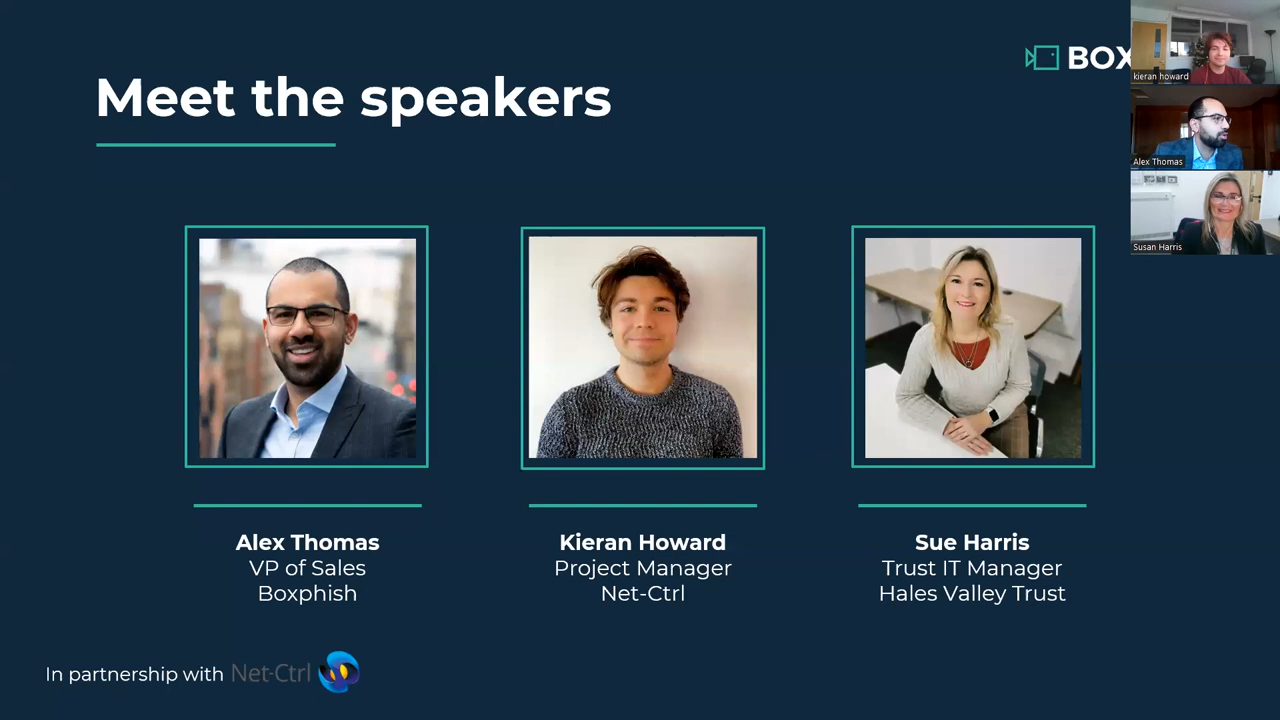 BOX
Meet the speakers
kieran howard
Alex Thomas
Susan Harris
Alex Thomas
VP of Sales
Boxphish
Kieran Howard
Project Manager
Net-Ctrl
Sue Harris
Trust IT Manager
Hales Valley Trust
In partnership with Net-Ctrl